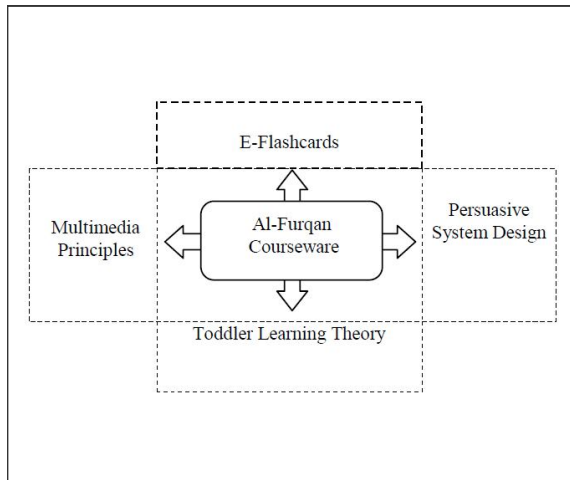 E-Flashcards
Multimedia
Principles
Al-Furqan
Courseware
Persuasive
System Design
Toddler Learning Theory